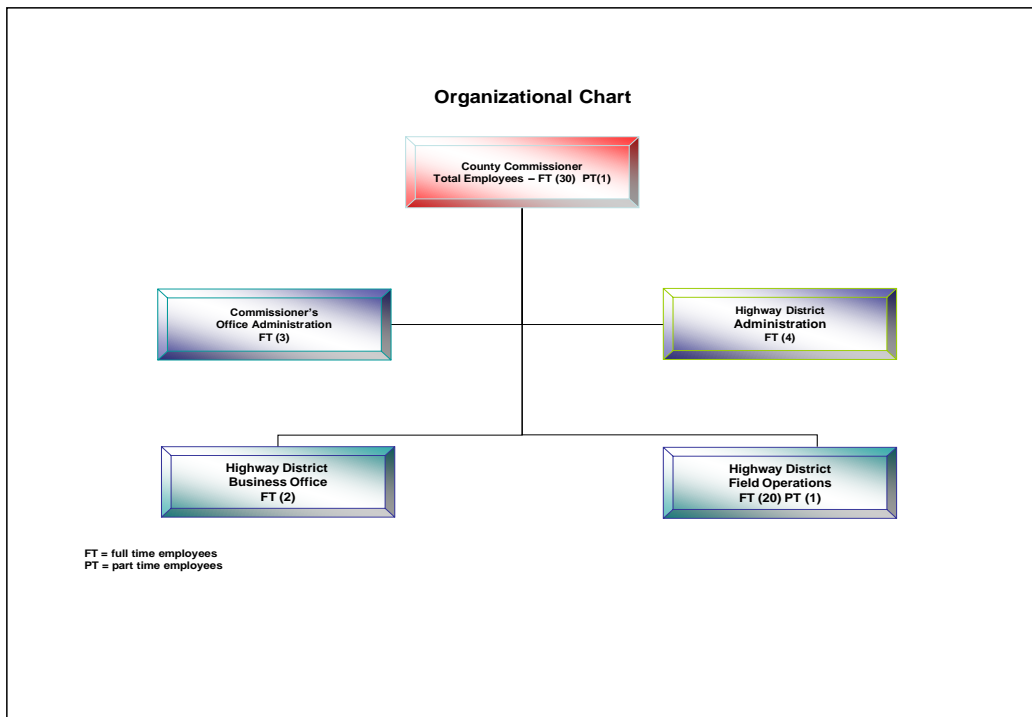 Organizational Chart
County Commissioner
Total Employees – FT (30) PT(1)
Commissioner's
Office Administration
FT (3)
Highway District
Administration
FT (4)
Highway District
Business Office
FT (2)
Highway District
Field Operations
FT (20) PT (1)
FT = full time employees
PT = part time employees